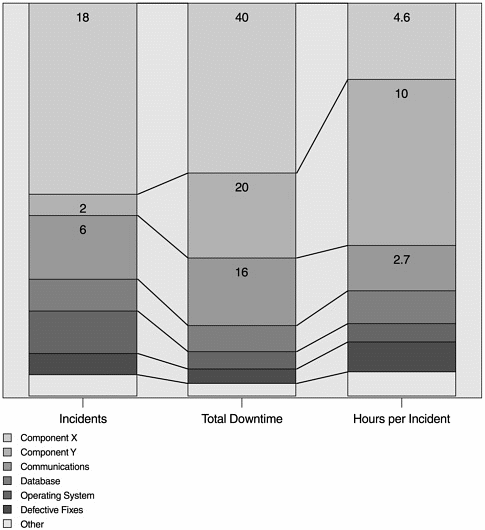 18 40 4.6
10
20
2
6
16 2.7
Incidents Total Downtime Hours per Incident
Component X
Component Y
Communications
Database
Operating System
Defective Fixes
Other